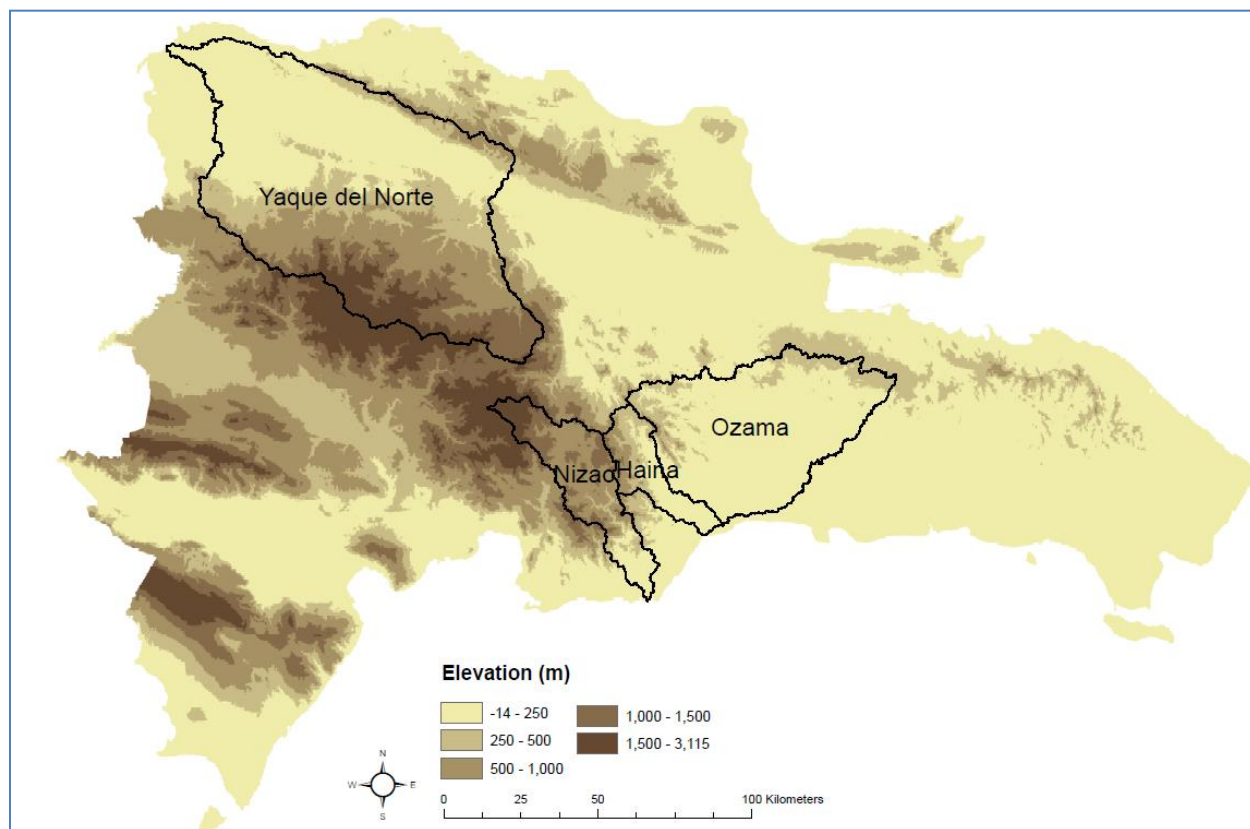 Yaque del Norte
Ozama
Nizao
Haina
Elevation (m)
-14 - 250
250 - 500
500 - 1,000
1,000 - 1,500
1,500 - 3,115
N
W
E
S
0 25 50 100 Kilometers